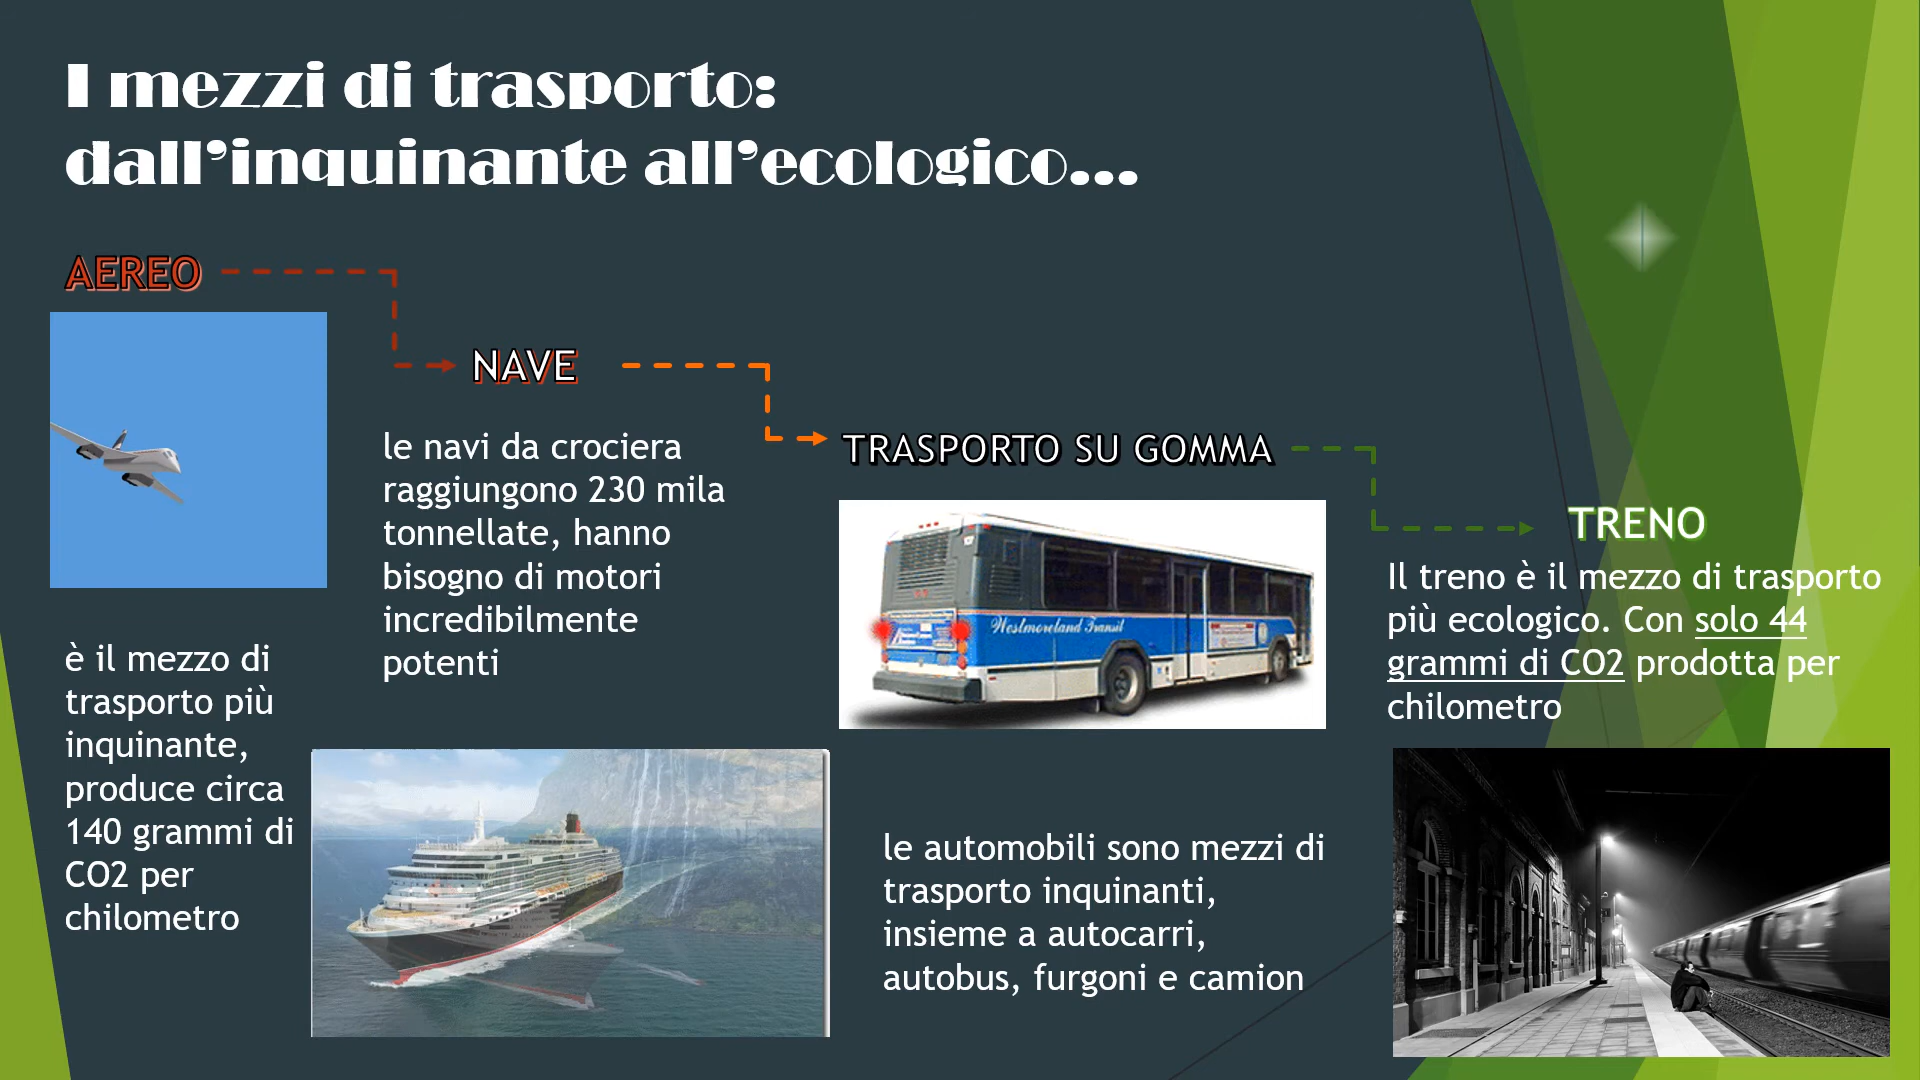 I mezzi di trasporto:
dall’inquinante all’ecologico…
AEREO
è il mezzo di
trasporto più
inquinante,
produce circa
140 grammi di
CO2 per
chilometro
NAVE
le navi da crociera
raggiungono 230 mila
tonnellate, hanno
bisogno di motori
incredibilmente
potenti
TRASPORTO SU GOMMA
Westmoreland Transit
le automobili sono mezzi di
trasporto inquinanti,
insieme a autocarri,
autobus, furgoni e camion
TRENO
Il treno è il mezzo di trasporto
più ecologico. Con solo 44
grammi di CO2 prodotta per
chilometro